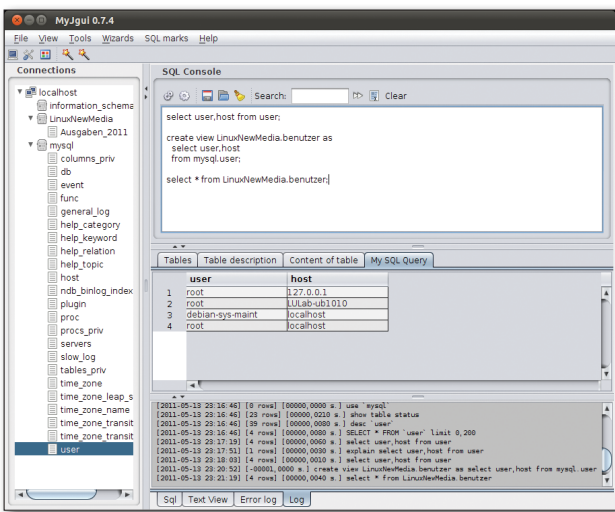 MyJgui 0.7.4
File View Tools Wizards SQL marks Help
Connections
localhost
information_schema
LinuxNewMedia
Ausgaben_2011
mysql
columns_priv
db
event
func
general_log
help_category
help_keyword
help_relation
help_topic
host
ndb_binlog_index
plugin
proc
procs_priv
servers
slow_log
tables_priv
time_zone
time_zone_leap_s
time_zone_name
time_zone_transit
time_zone_transit
user
SQL Console
Search: Clear
select user,host from user;
create view LinuxNewMedia.benutzer as
select user,host
from mysql.user;
select * from LinuxNewMedia.benutzer;
Tables Table description Content of table My SQL Query
user host
1 root 127.0.0.1
2 root LULab-ub1010
3 debian-sys-maint localhost
4 root localhost
[2011-05-13 23:16:46] [0 rows] [00000,0000 s.] use `mysql`
[2011-05-13 23:16:46] [23 rows] [00000,0210 s.] show table status
[2011-05-13 23:16:46] [39 rows] [00000,0080 s.] desc `user`
[2011-05-13 23:16:46] [4 rows] [00000,0080 s.] SELECT * FROM `user` limit 0,200
[2011-05-13 23:17:19] [4 rows] [00000,0060 s.] select user,host from user
[2011-05-13 23:17:51] [1 rows] [00000,0030 s.] explain select user,host from user
[2011-05-13 23:18:03] [4 rows] [00000,0010 s.] select user,host from user
[2011-05-13 23:20:52] [-00001,0000 s.] create view LinuxNewMedia.benutzer as select user,host from mysql.user
[2011-05-13 23:21:19] [4 rows] [00000,0040 s.] select * from LinuxNewMedia.benutzer
Sql Text View Error log Log